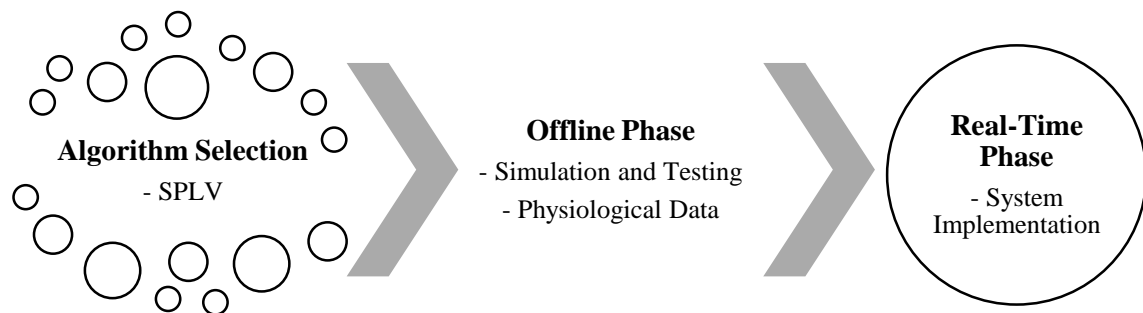 Algorithm Selection
- SPLV
Offline Phase
- Simulation and Testing
- Physiological Data
Real-Time
Phase
- System
Implementation